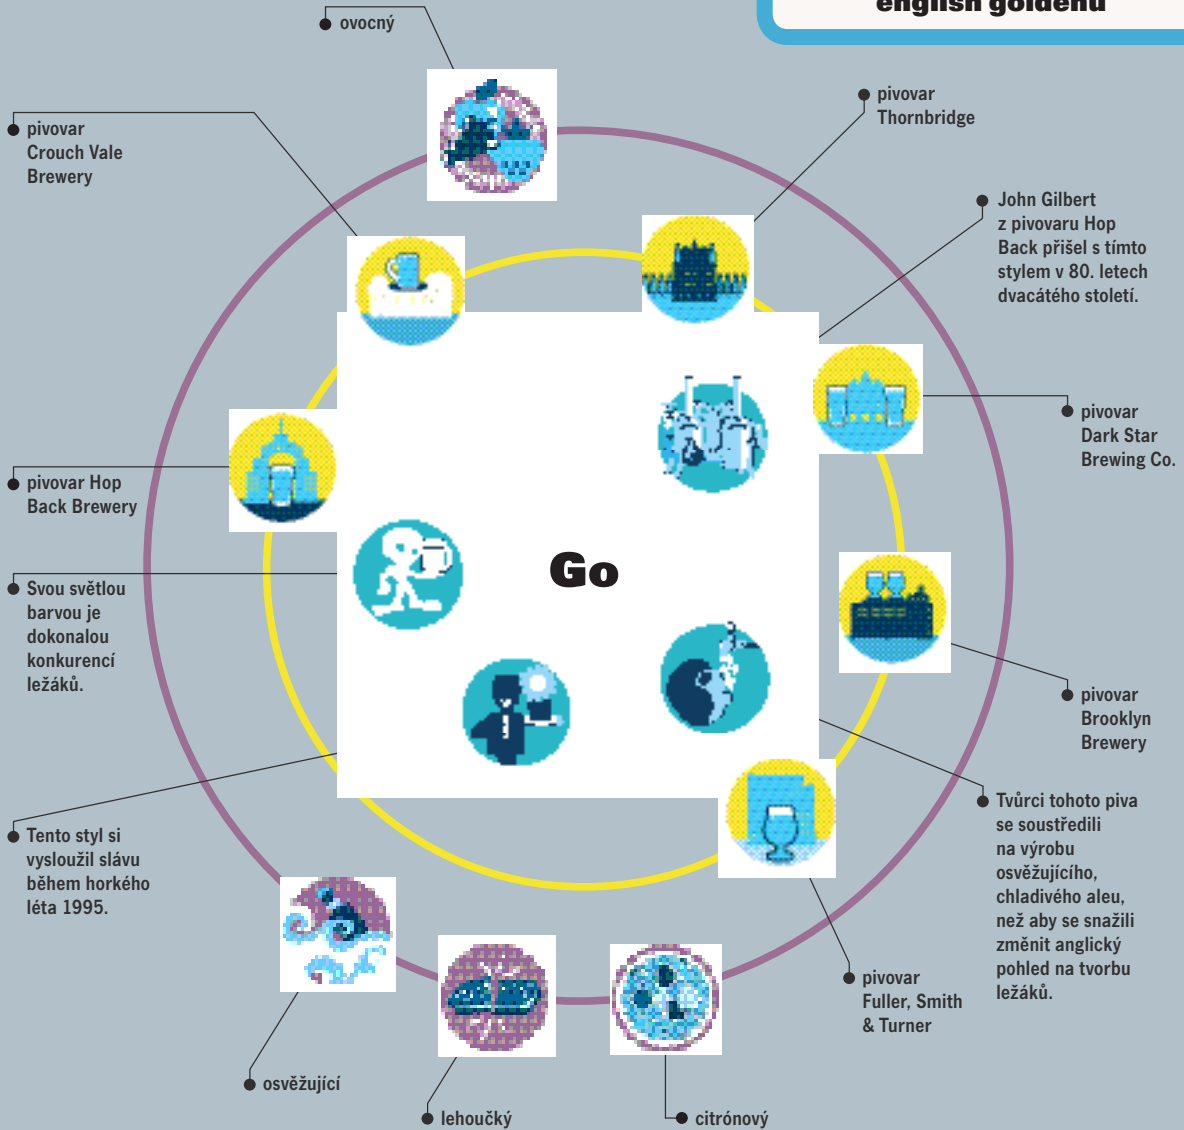 english goldenu
ovocný
pivovar
Thornbridge
pivovar
Crouch Vale
Brewery
John Gilbert
z pivovaru Hop
Back přišel s tímto
stylem v 80. letech
dvacátého století.
pivovar
Dark Star
Brewing Co.
pivovar Hop
Back Brewery
Go
Svou světlou
barvou je
dokonalou
konkurencí
ležáků.
pivovar
Brooklyn
Brewery
Tvůrci tohoto piva
se soustředili
na výrobu
osvěžujícího,
chladivého aleu,
než aby se snažili
změnit anglický
pohled na tvorbu
ležáků.
Tento styl si
vysloužil slávu
během horkého
léta 1995.
pivovar
Fuller, Smith
& Turner
osvěžující
lehoučký
citrónový